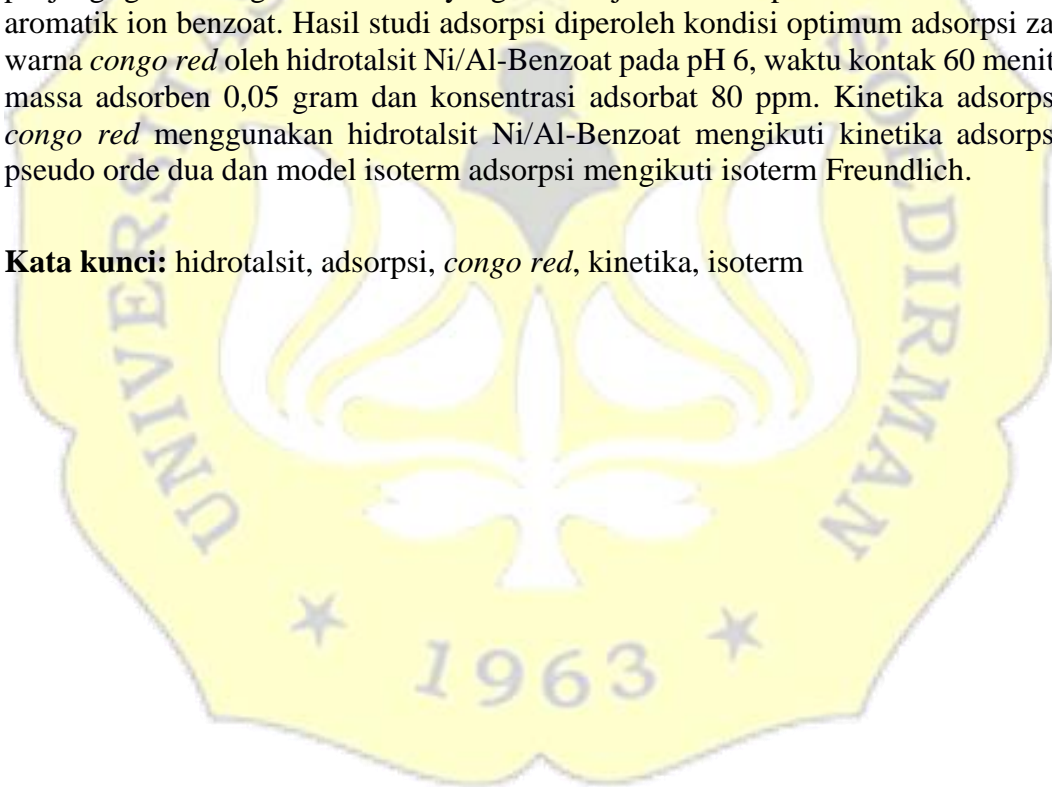 aromatik ion benzoat. Hasil studi adsorpsi diperoleh kondisi optimum adsorpsi za
warna congo red oleh hidrotalsit Ni/Al-Benzoat pada pH 6, waktu kontak 60 menit
massa adsorben 0,05 gram dan konsentrasi adsorbat 80 ppm. Kinetika adsorps
congo red menggunakan hidrotalsit Ni/Al-Benzoat mengikuti kinetika adsorps
pseudo orde dua dan model isoterm adsorpsi mengikuti isoterm Freundlich.
Kata kunci: hidrotalsit, adsorpsi, congo red, kinetika, isoterm
UNIVERSITA
SOEDIRMAN
1963